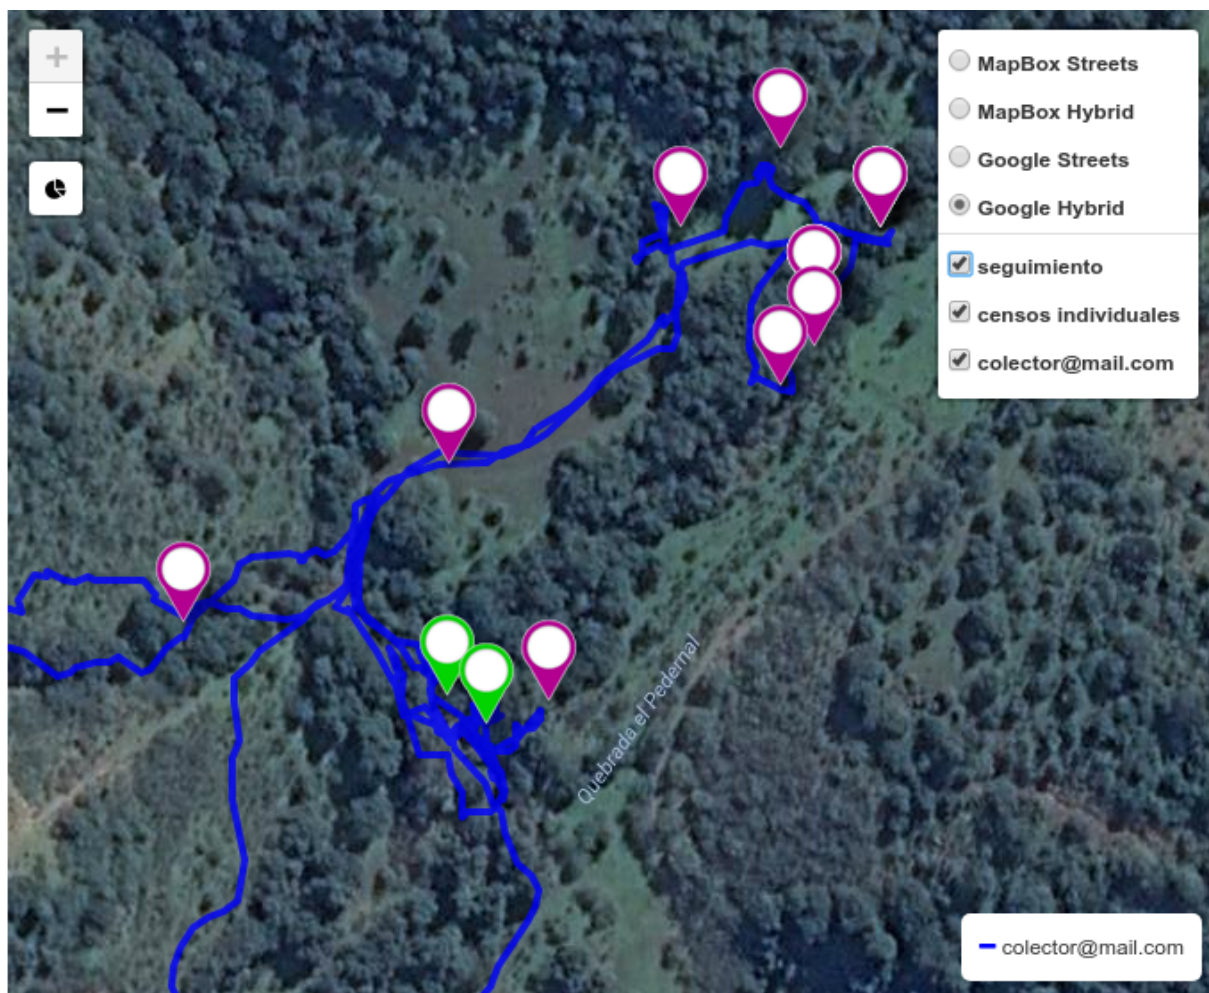 +
−
MapBox Streets
MapBox Hybrid
Google Streets
Google Hybrid
seguimiento
censos individuales
colector@mail.com
Quebrada el Pedernal
colector@mail.com